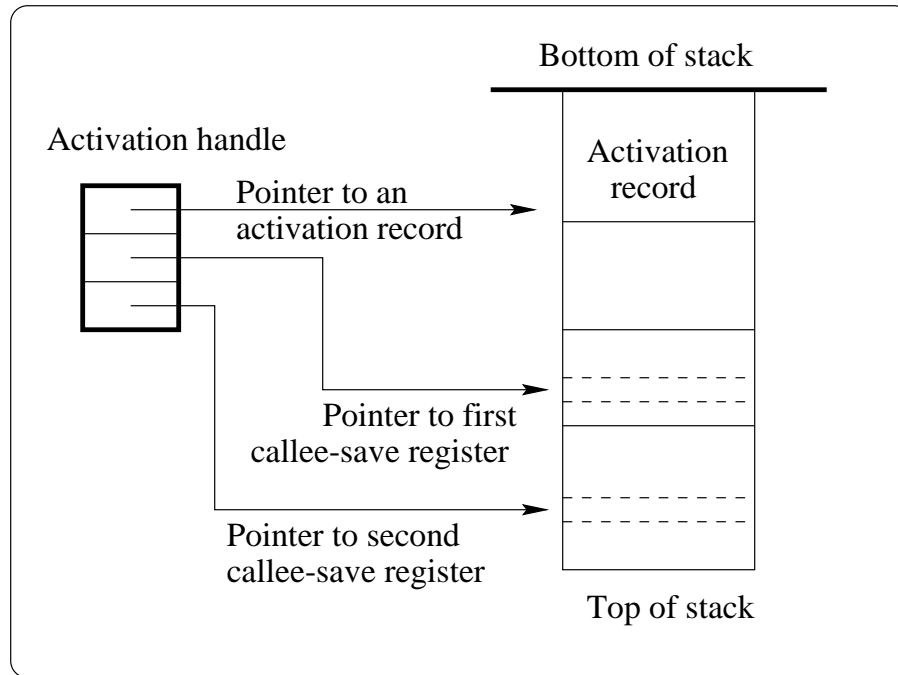 Bottom of stack
Activation handle
Activation
record
Pointer to an
activation record
Pointer to first
callee-save register
Pointer to second
callee-save register
Top of stack